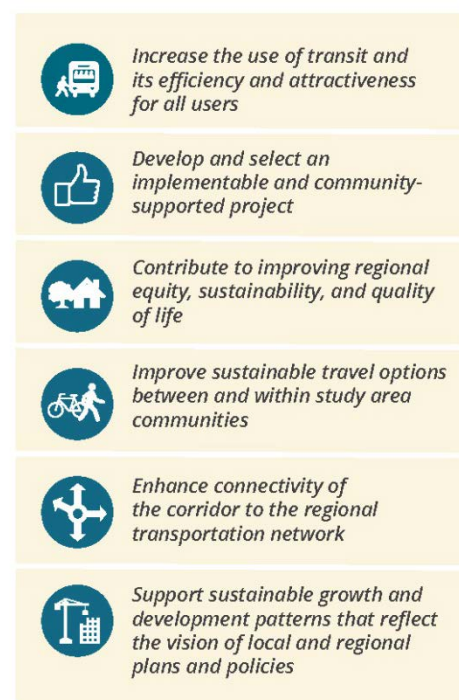 Increase the use of transit and
its efficiency and attractiveness
for all users
Develop and select an
implementable and community-
supported project
Contribute to improving regional
equity, sustainability, and quality
of life
Improve sustainable travel options
between and within study area
communities
Enhance connectivity of
the corridor to the regional
transportation network
Support sustainable growth and
development patterns that reflect
the vision of local and regional
plans and policies